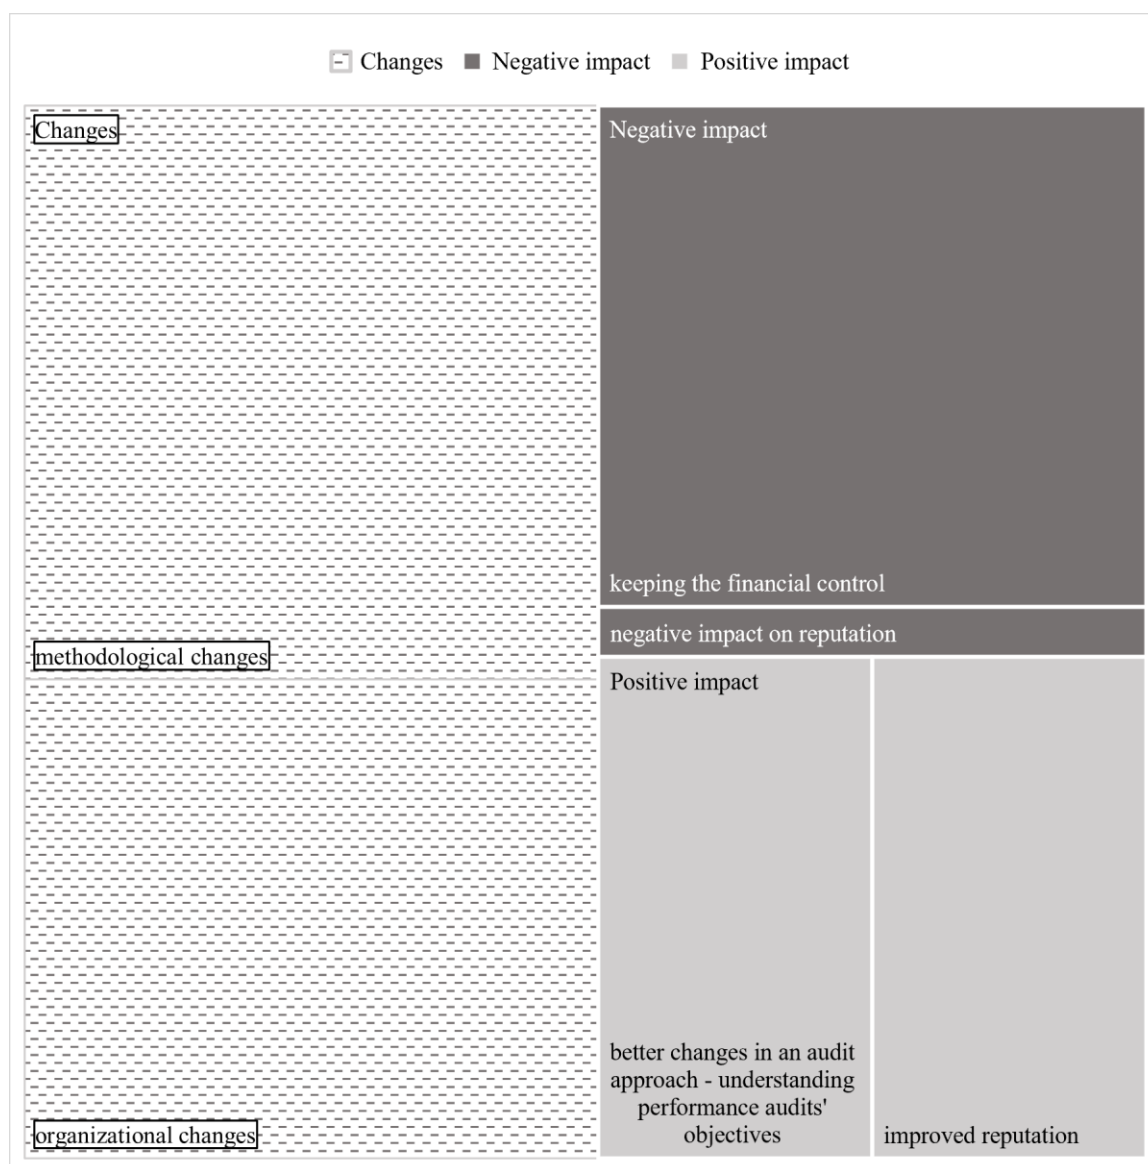 Changes Negative impact Positive impact
Changes
methodological changes
organizational changes
Negative impact
keeping the financial control
negative impact on reputation
Positive impact
better changes in an audit
approach - understanding
performance audits'
objectives
improved reputation